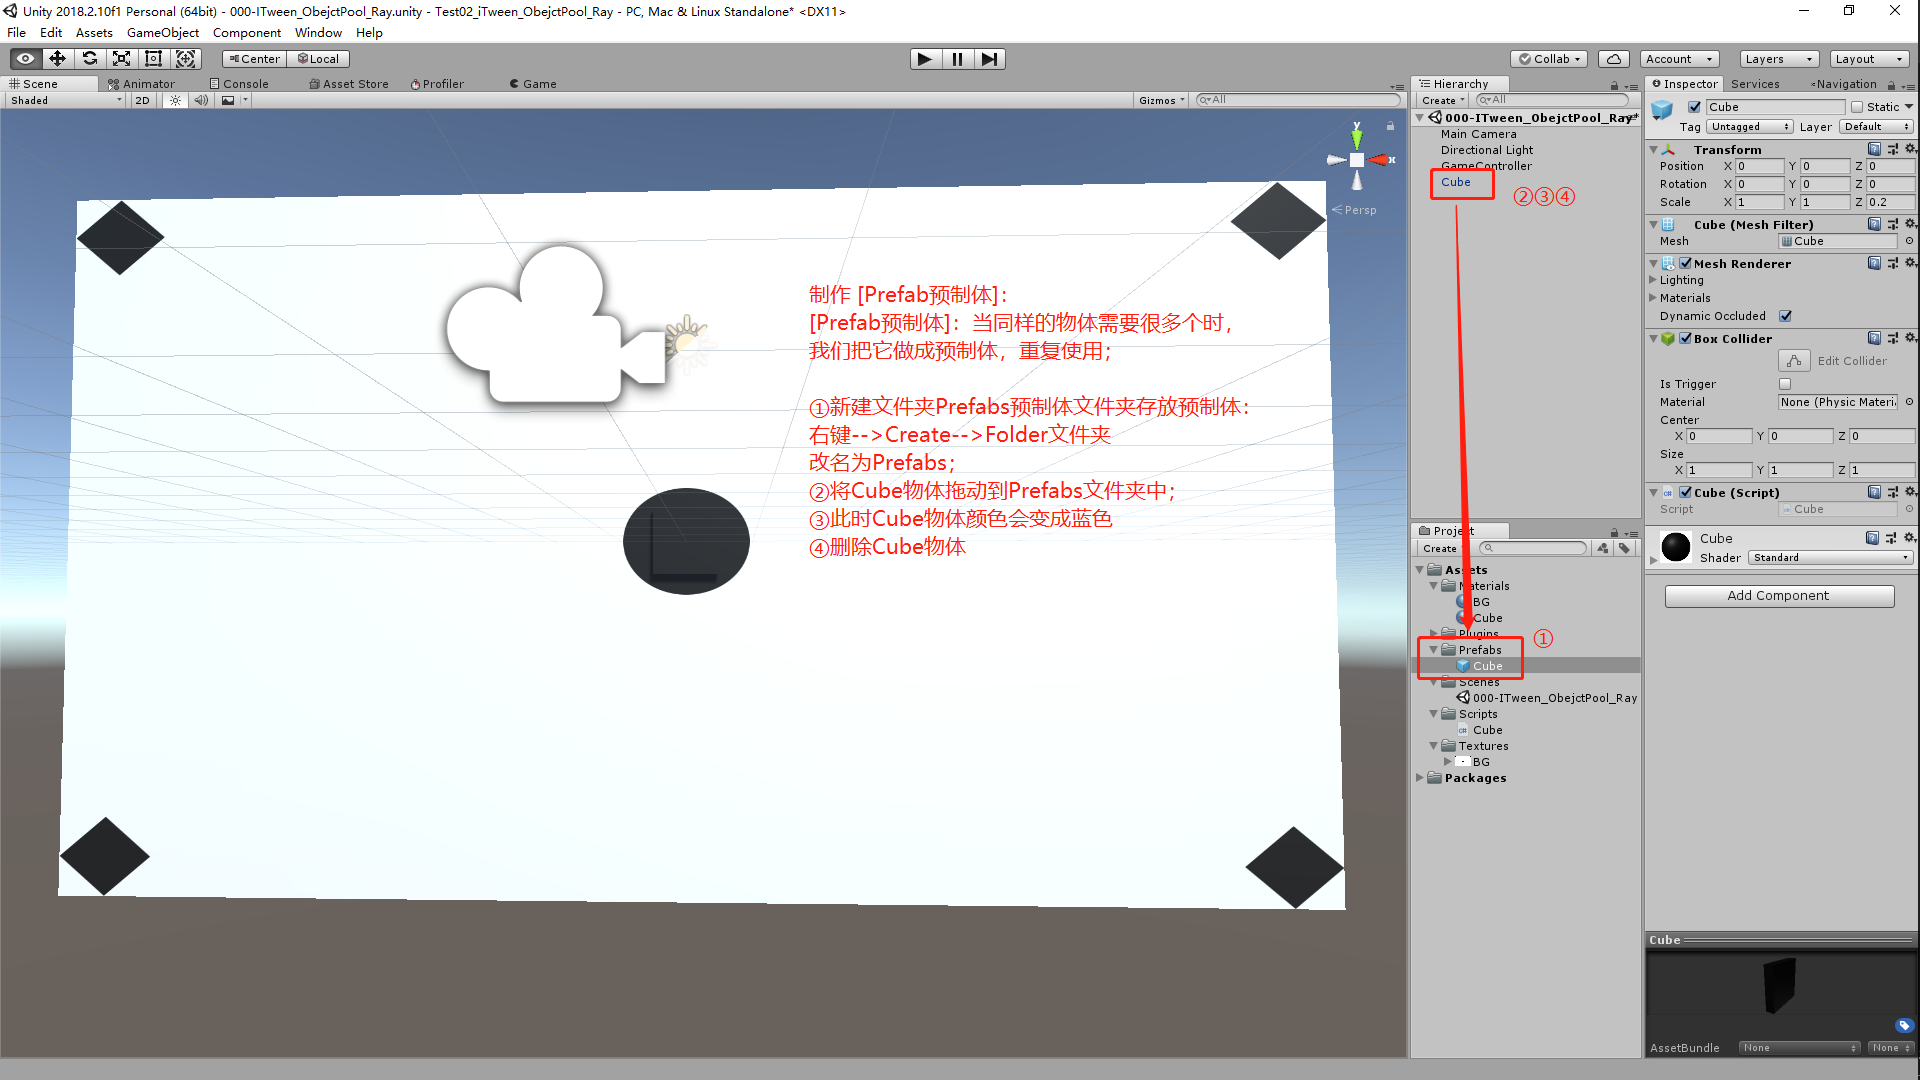 Unity 2018.2.10f1 Personal (64bit) - 000-ITween_ObejctPool_Ray.unity - Test02_iTween_ObejctPool_Ray - PC, Mac & Linux Standalone* <DX11>
File Edit Assets GameObject Component Window Help
Center Local
Collab Account Layers Layout
Scene Animator Console Asset Store Profiler Game
Shaded 2D Gizmos All
y
x
Persp
制作 [Prefab预制体]：
[Prefab预制体]：当同样的物体需要很多个时，
我们把它做成预制体，重复使用；
①新建文件夹Prefabs预制体文件夹存放预制体：
右键-->Create-->Folder文件夹
改名为Prefabs；
②将Cube物体拖动到Prefabs文件夹中；
③此时Cube物体颜色会变成蓝色
④删除Cube物体
Hierarchy
Create All
000-ITween_ObejctPool_Ray*
Main Camera
Directional Light
GameController
Cube
②③④
Project
Create
Assets
Materials
BG
Cube
Plugins
①
Prefabs
Cube
Scenes
000-ITween_ObejctPool_Ray
Scripts
Cube
Textures
BG
Packages
Inspector Services Navigation
Cube Static
Tag Untagged Layer Default
Transform
Position X 0 Y 0 Z 0
Rotation X 0 Y 0 Z 0
Scale X 1 Y 1 Z 0.2
Cube (Mesh Filter)
Mesh Cube
Mesh Renderer
Lighting
Materials
Dynamic Occluded
Box Collider
Edit Collider
Is Trigger
Material None (Physic Materi
Center
X 0 Y 0 Z 0
Size
X 1 Y 1 Z 1
Cube (Script)
Script Cube
Cube
Shader Standard
Add Component
Cube
AssetBundle None None